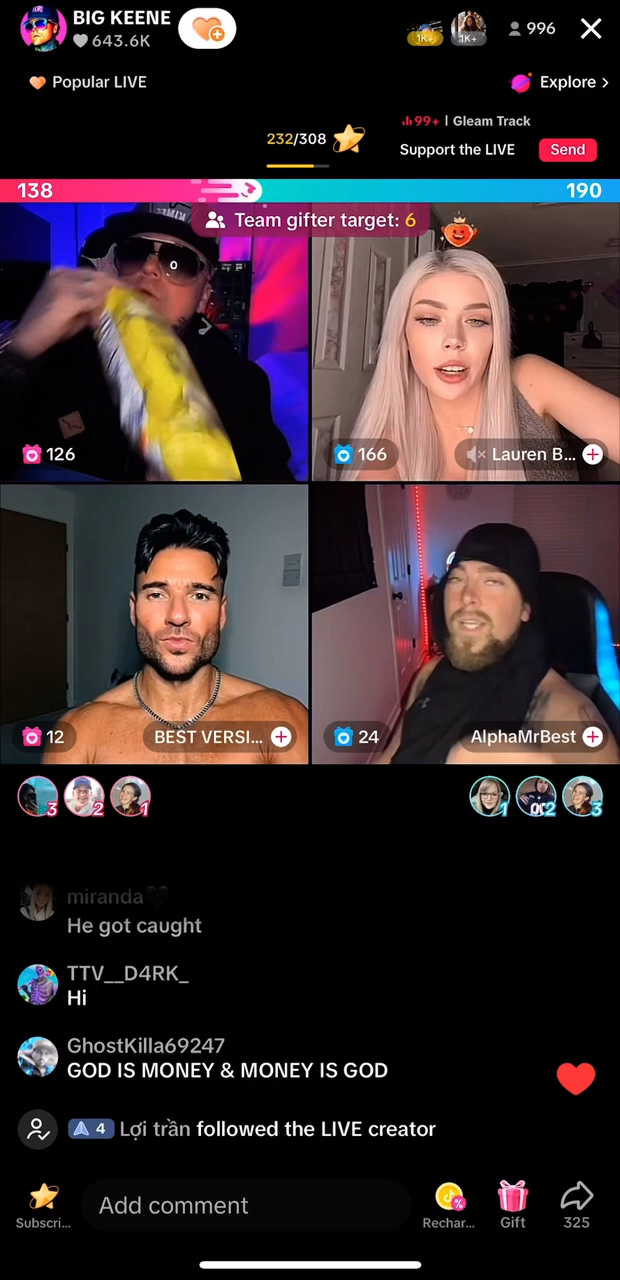 BIG KEENE
643.6K
1K+
1K+
996
Popular LIVE
Explore >
232/308
99+ | Gleam Track
Support the LIVE
Send
138
190
Team gifter target: 6
126
166
Lauren B...
12
BEST VERSI...
24
AlphaMrBest
3
2
1
1
2
3
miranda🖤
He got caught
TTV__D4RK_
Hi
GhostKilla69247
GOD IS MONEY & MONEY IS GOD
4 Lợi trần followed the LIVE creator
Add comment
Subscri...
Rechar...
Gift
325